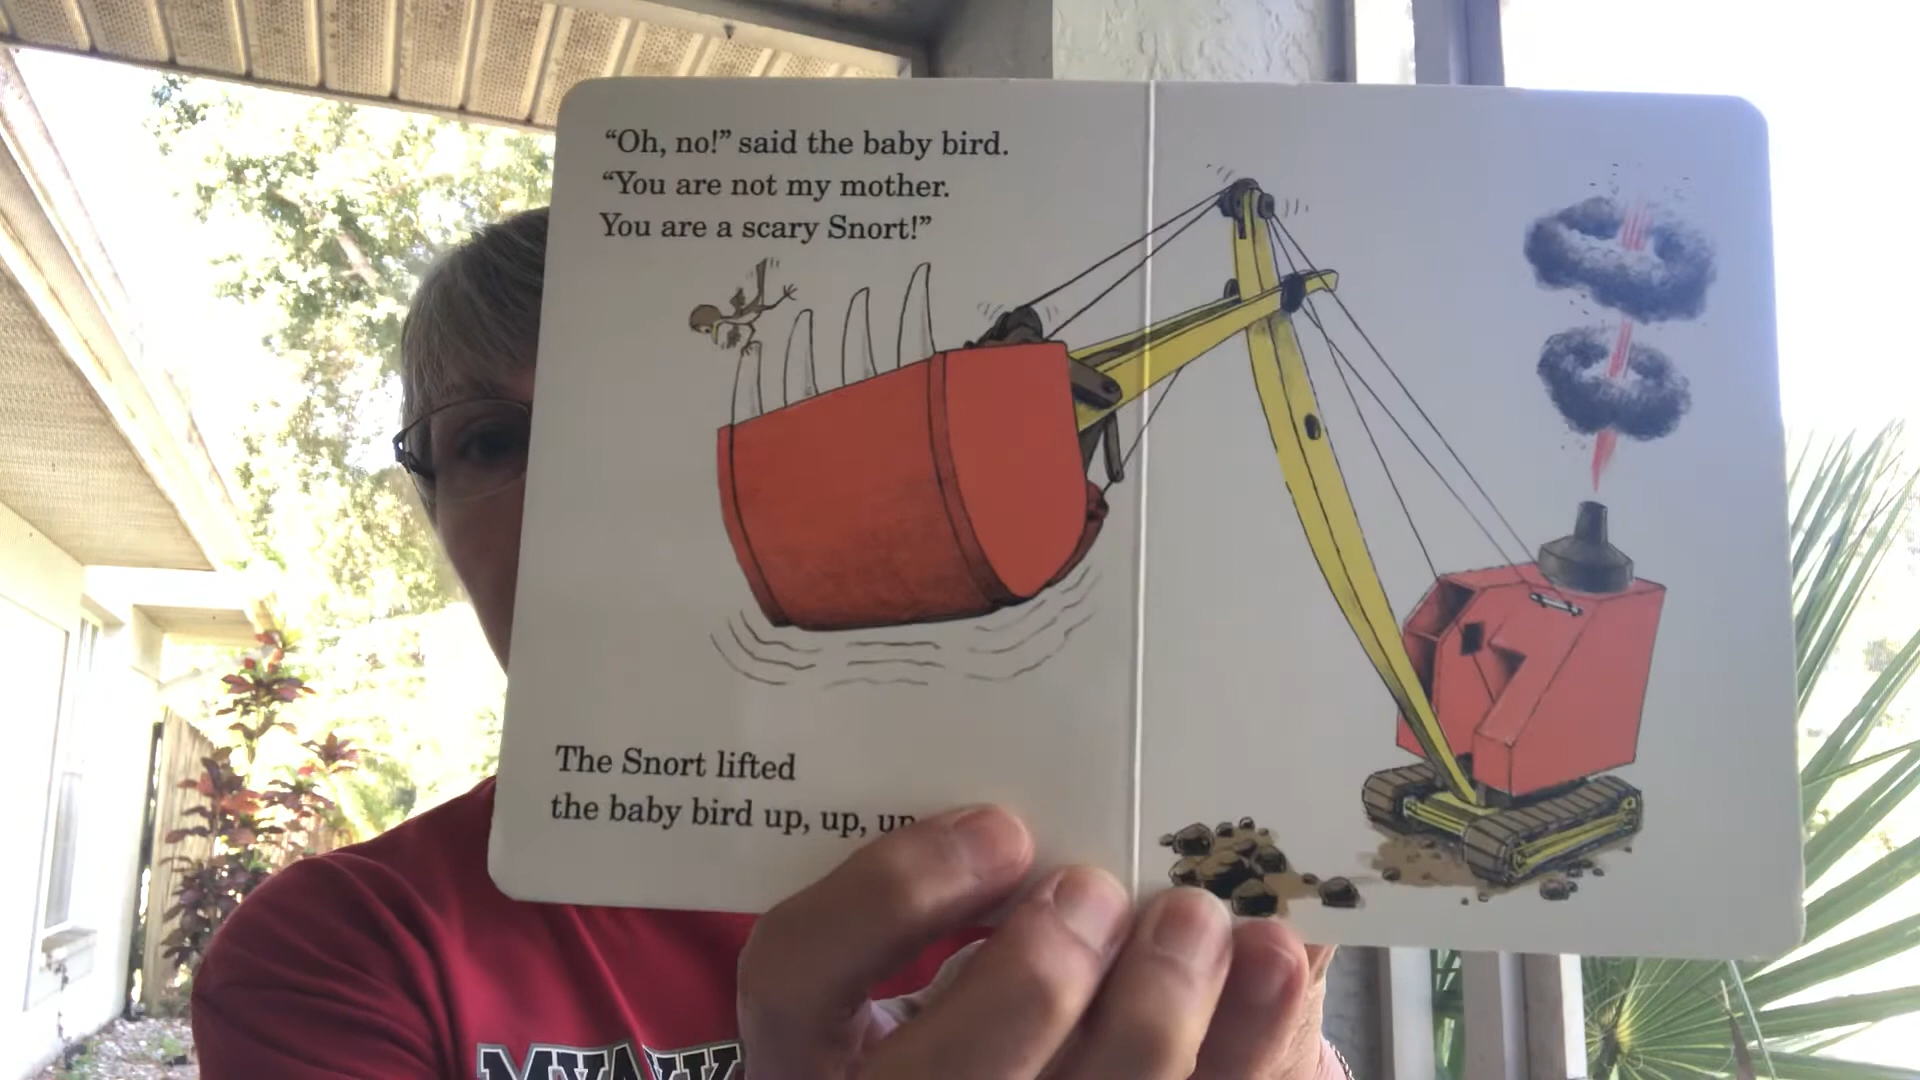 “Oh, no!” said the baby bird.
“You are not my mother.
You are a scary Snort!”
The Snort lifted
the baby bird up, up, up